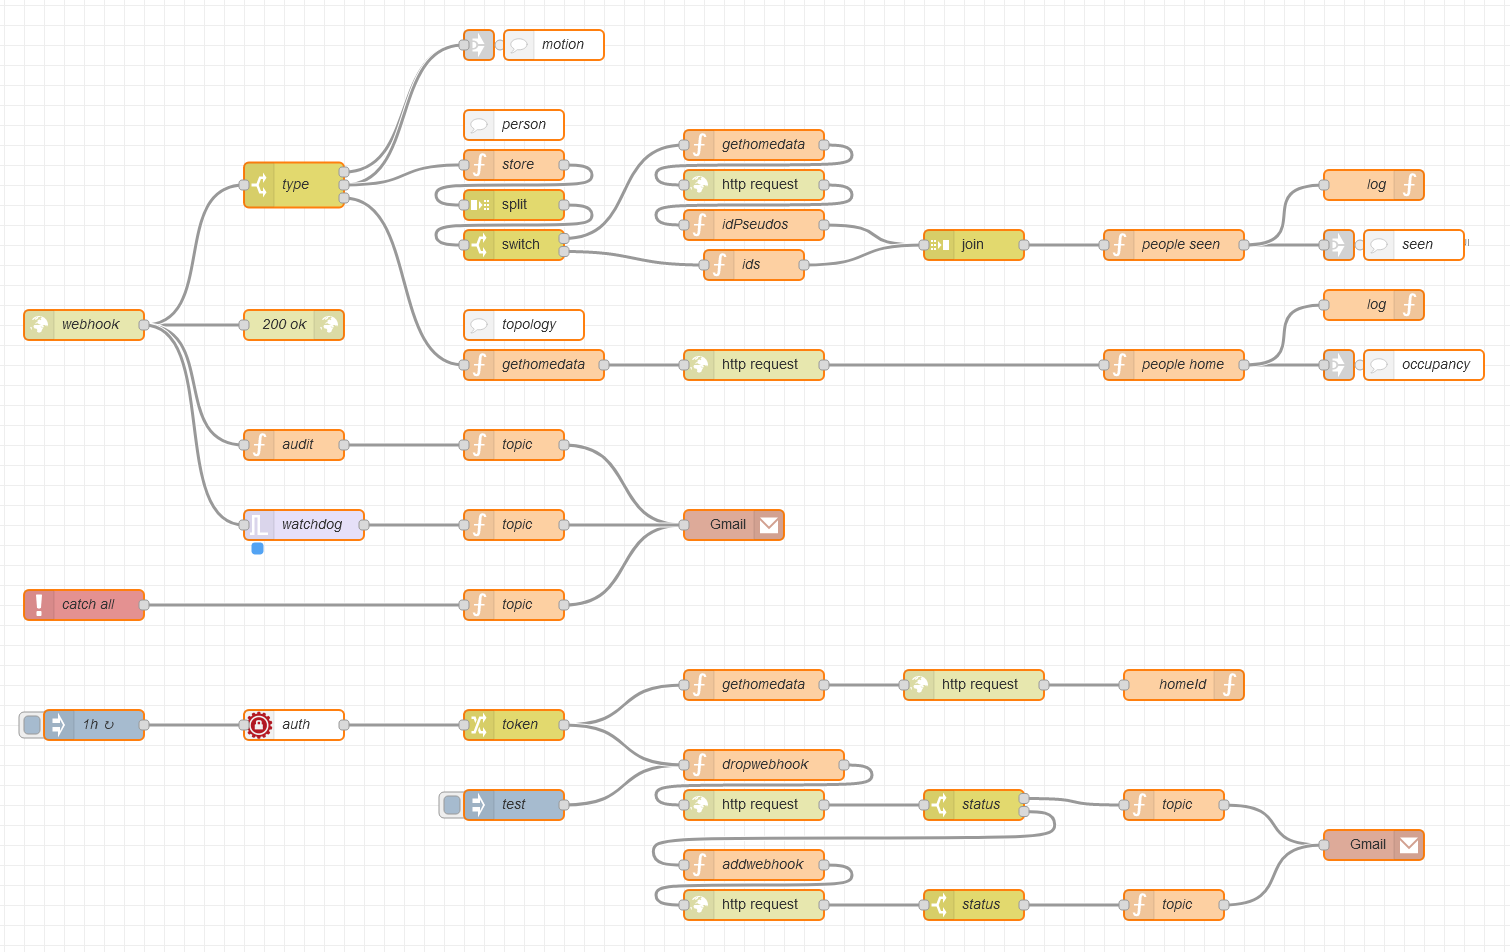 motion
person
store
split
switch
gethomedata
http request
idPseudos
ids
type
join
people seen
log
seen
webhook
200 ok
topology
gethomedata
http request
people home
log
occupancy
audit
topic
watchdog
topic
Gmail
catch all
topic
gethomedata
http request
homeId
1h ↻
auth
token
dropwebhook
test
http request
status
topic
Gmail
addwebhook
http request
status
topic